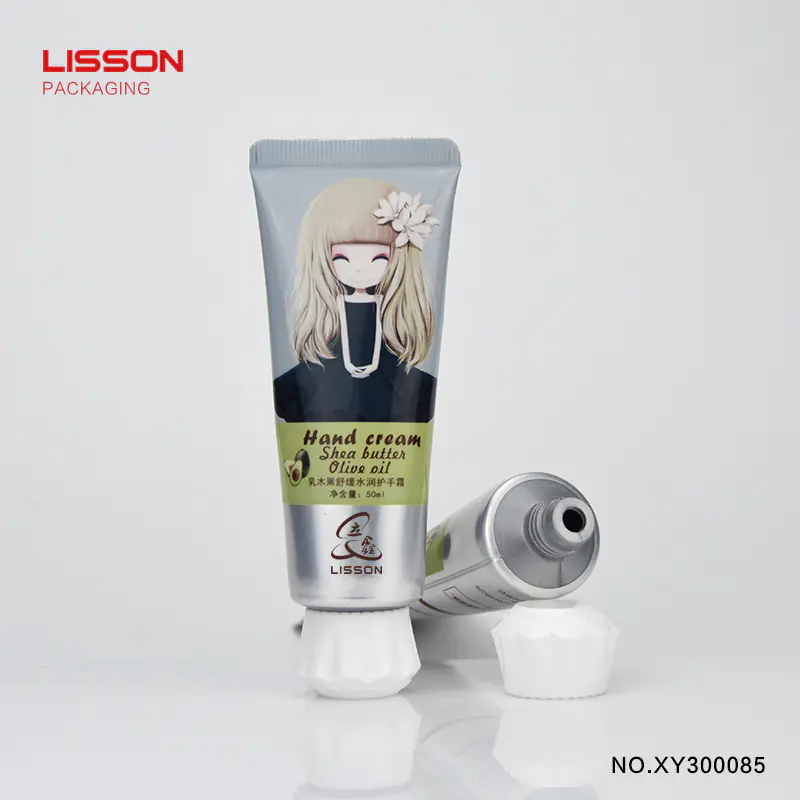 LISSON
PACKAGING
Hand cream
Shea butter
Olive oil
乳木果舒缓水润护手霜
净含量：50ml
LISSON
NO.XY300085